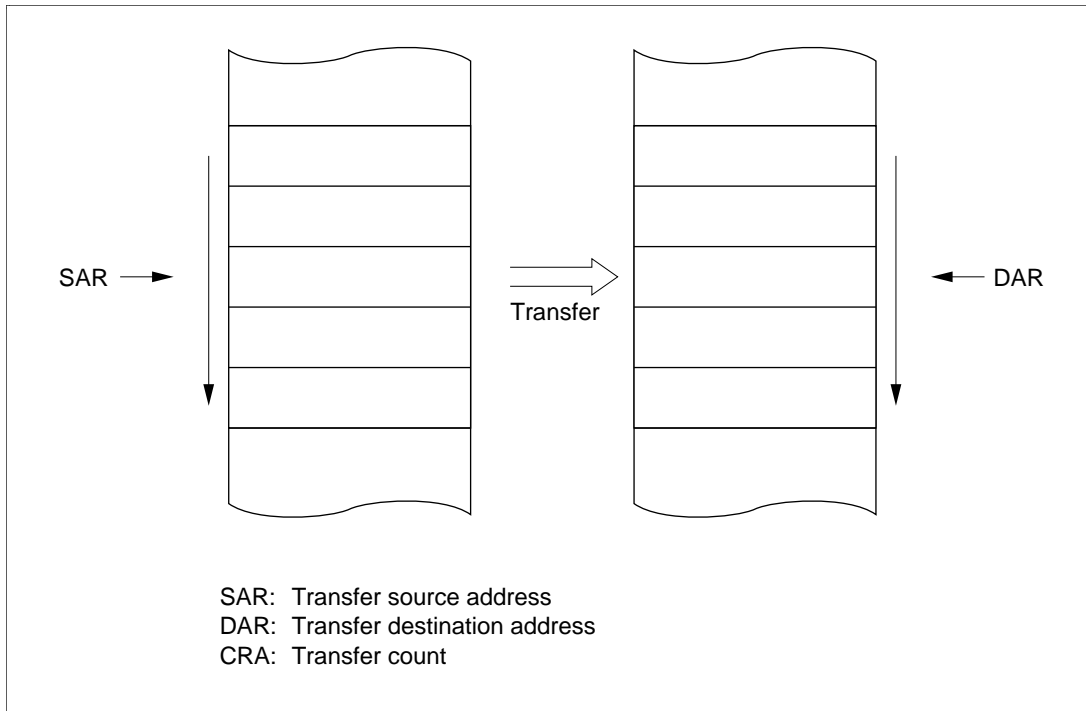 SAR
Transfer
DAR
SAR: Transfer source address
DAR: Transfer destination address
CRA: Transfer count